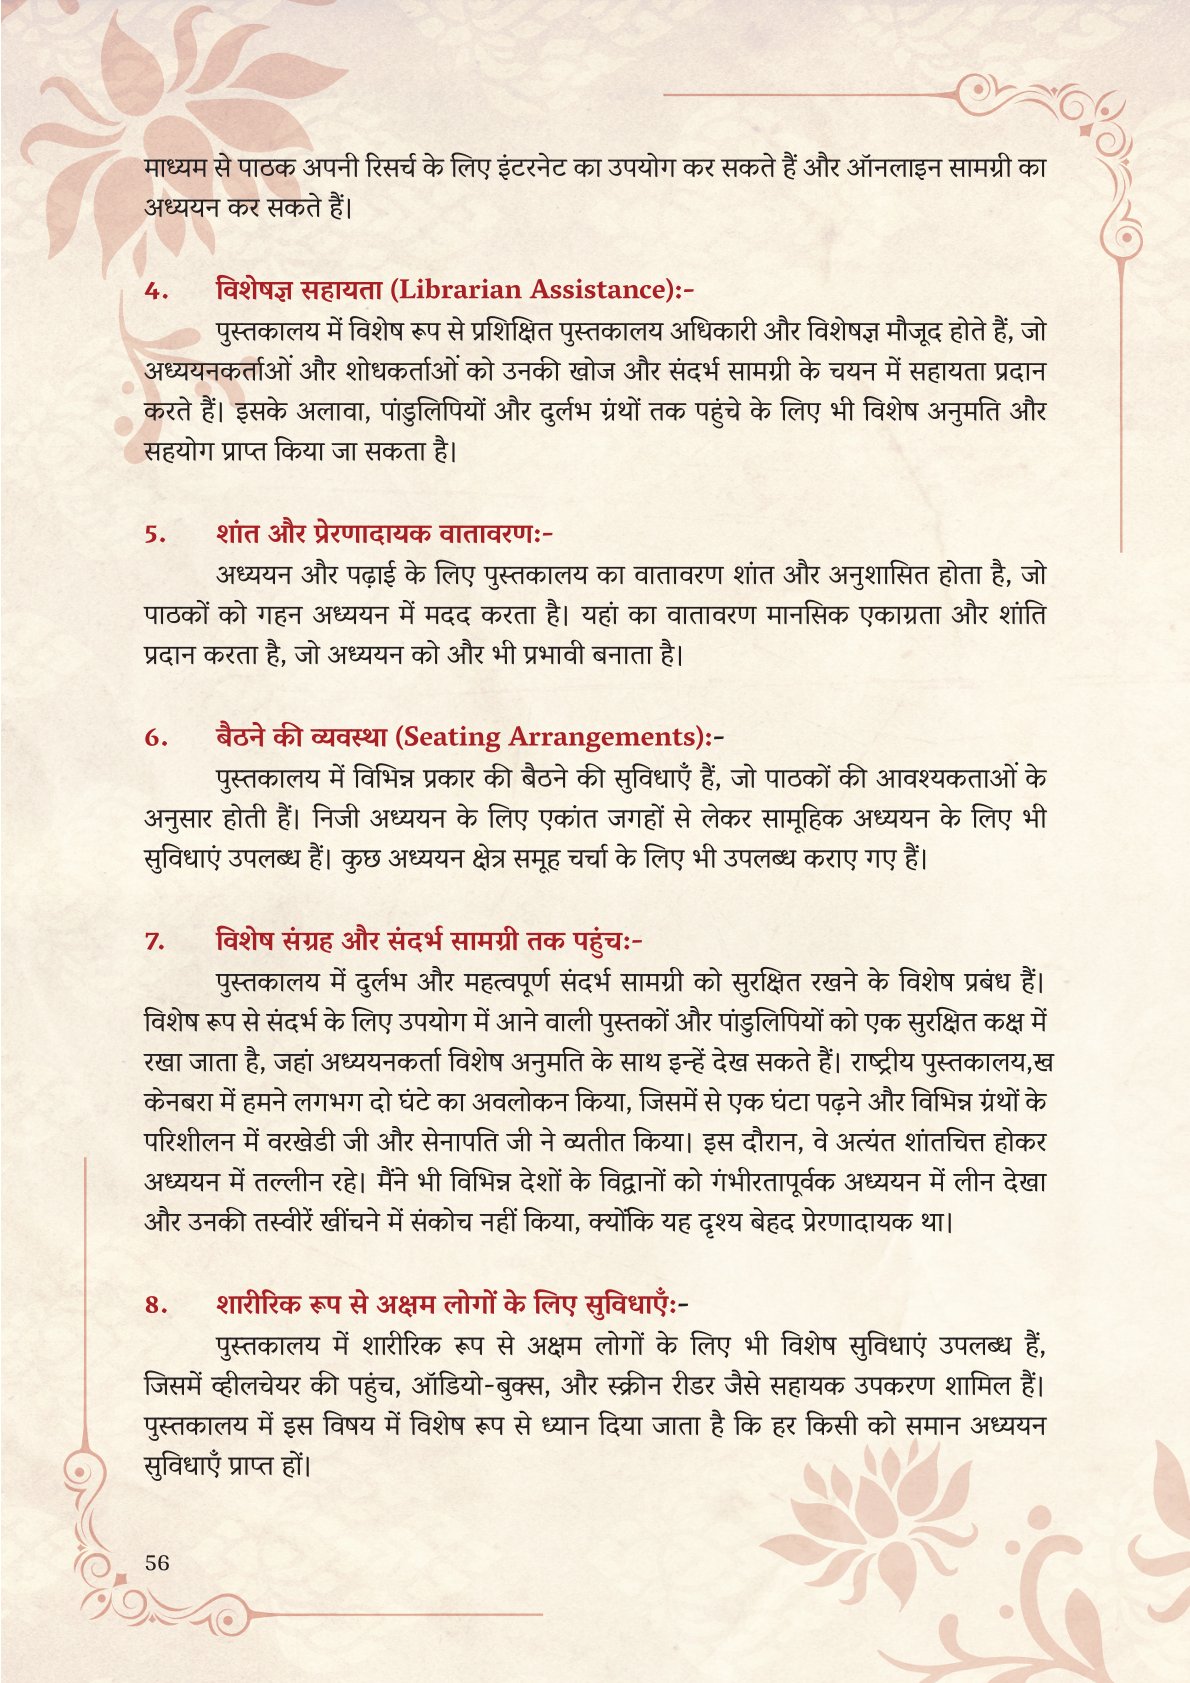 माध्यम से पाठक अपनी रिसर्च के लिए इंटरनेट का उपयोग कर सकते हैं और ऑनलाइन सामग्री का
अध्ययन कर सकते हैं।
4. विशेषज्ञ सहायता (Librarian Assistance):-
पुस्तकालय में विशेष रूप से प्रशिक्षित पुस्तकालय अधिकारी और विशेषज्ञ मौजूद होते हैं, जो
अध्ययनकर्ताओं और शोधकर्ताओं को उनकी खोज और संदर्भ सामग्री के चयन में सहायता प्रदान
करते हैं। इसके अलावा, पांडुलिपियों और दुर्लभ ग्रंथों तक पहुंचे के लिए भी विशेष अनुमति और
सहयोग प्राप्त किया जा सकता है।
5. शांत और प्रेरणादायक वातावरण:-
अध्ययन और पढ़ाई के लिए पुस्तकालय का वातावरण शांत और अनुशासित होता है, जो
पाठकों को गहन अध्ययन में मदद करता है। यहां का वातावरण मानसिक एकाग्रता और शांति
प्रदान करता है, जो अध्ययन को और भी प्रभावी बनाता है।
6. बैठने की व्यवस्था (Seating Arrangements):-
पुस्तकालय में विभिन्न प्रकार की बैठने की सुविधाएँ हैं, जो पाठकों की आवश्यकताओं के
अनुसार होती हैं। निजी अध्ययन के लिए एकांत जगहों से लेकर सामूहिक अध्ययन के लिए भी
सुविधाएं उपलब्ध हैं। कुछ अध्ययन क्षेत्र समूह चर्चा के लिए भी उपलब्ध कराए गए हैं।
7. विशेष संग्रह और संदर्भ सामग्री तक पहुंच:-
पुस्तकालय में दुर्लभ और महत्वपूर्ण संदर्भ सामग्री को सुरक्षित रखने के विशेष प्रबंध हैं।
विशेष रूप से संदर्भ के लिए उपयोग में आने वाली पुस्तकों और पांडुलिपियों को एक सुरक्षित कक्ष में
रखा जाता है, जहां अध्ययनकर्ता विशेष अनुमति के साथ इन्हें देख सकते हैं। राष्ट्रीय पुस्तकालय,ख
केनबरा में हमने लगभग दो घंटे का अवलोकन किया, जिसमें से एक घंटा पढ़ने और विभिन्न ग्रंथों के
परिशीलन में वरखेडी जी और सेनापति जी ने व्यतीत किया। इस दौरान, वे अत्यंत शांतचित्त होकर
अध्ययन में तल्लीन रहे। मैंने भी विभिन्न देशों के विद्वानों को गंभीरतापूर्वक अध्ययन में लीन देखा
और उनकी तस्वीरें खींचने में संकोच नहीं किया, क्योंकि यह दृश्य बेहद प्रेरणादायक था।
8. शारीरिक रूप से अक्षम लोगों के लिए सुविधाएँ:-
पुस्तकालय में शारीरिक रूप से अक्षम लोगों के लिए भी विशेष सुविधाएं उपलब्ध हैं,
जिसमें व्हीलचेयर की पहुंच, ऑडियो-बुक्स, और स्क्रीन रीडर जैसे सहायक उपकरण शामिल हैं।
पुस्तकालय में इस विषय में विशेष रूप से ध्यान दिया जाता है कि हर किसी को समान अध्ययन
सुविधाएँ प्राप्त हों।
56